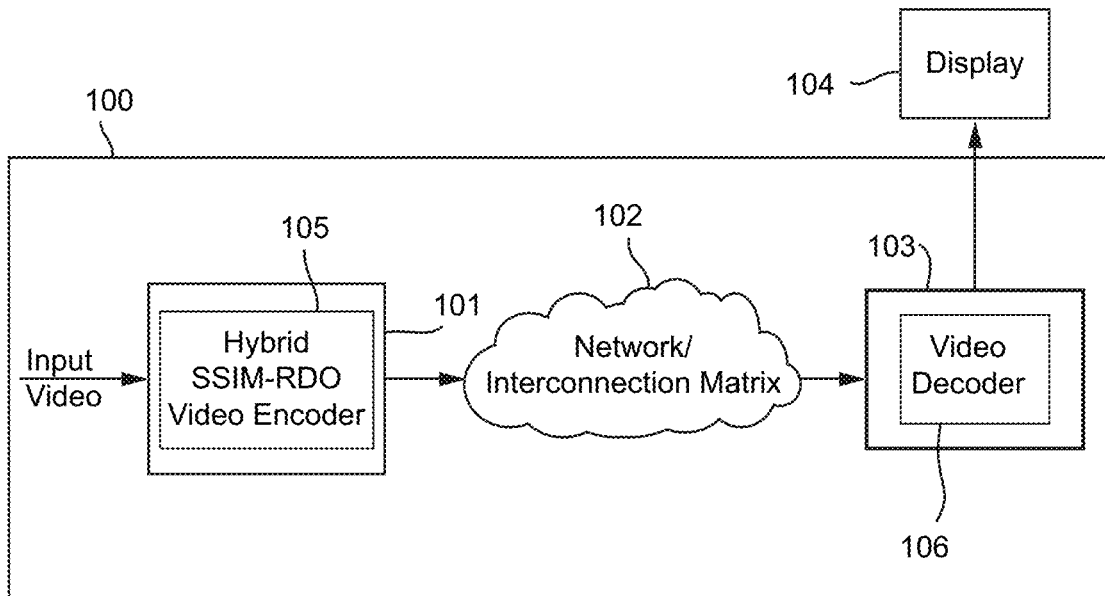 Display
104
100
102
105
103
101
Hybrid
SSIM-RDO
Video Encoder
Input
Video
Network/
Interconnection Matrix
Video
Decoder
106